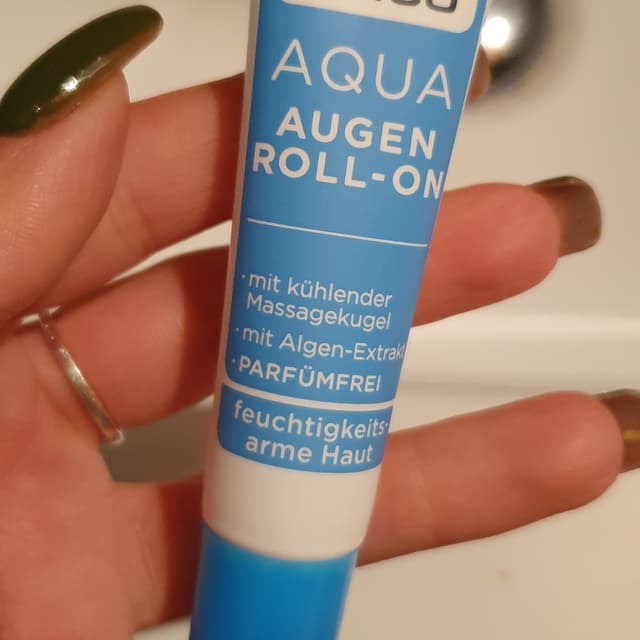 AQUA
AUGEN
ROLL-ON
· mit kühlender
Massagekugel
· mit Algen-Extrakt
· PARFÜMFREI
feuchtigkeits-
arme Haut